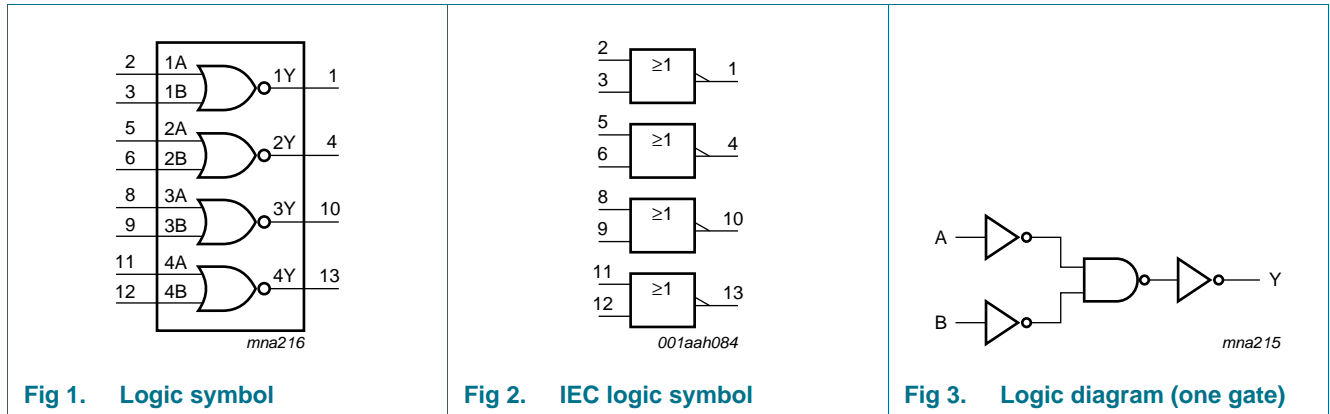 2 1A 1Y 1
3 1B
5 2A 2Y 4
6 2B
8 3A 3Y 10
9 3B
11 4A 4Y 13
12 4B
mna216
Fig 1. Logic symbol
2 ≥1 1
3
5 ≥1 4
6
8 ≥1 10
9
11 ≥1 13
12
001aah084
Fig 2. IEC logic symbol
A
Y
B
mna215
Fig 3. Logic diagram (one gate)